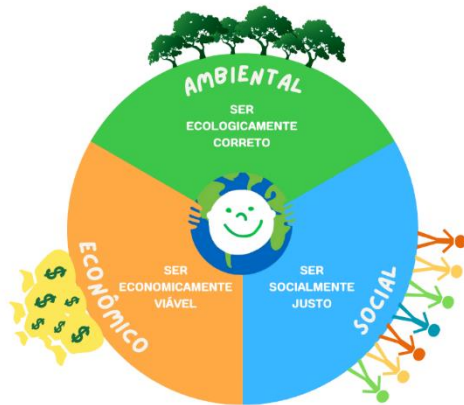 AMBIENTAL
SER
ECOLOGICAMENTE
CORRETO
ECONÔMICO
SER
ECONOMICAMENTE
VIÁVEL
SER
SOCIALMENTE
JUSTO
SOCIAL
$
$
$
$
$
$